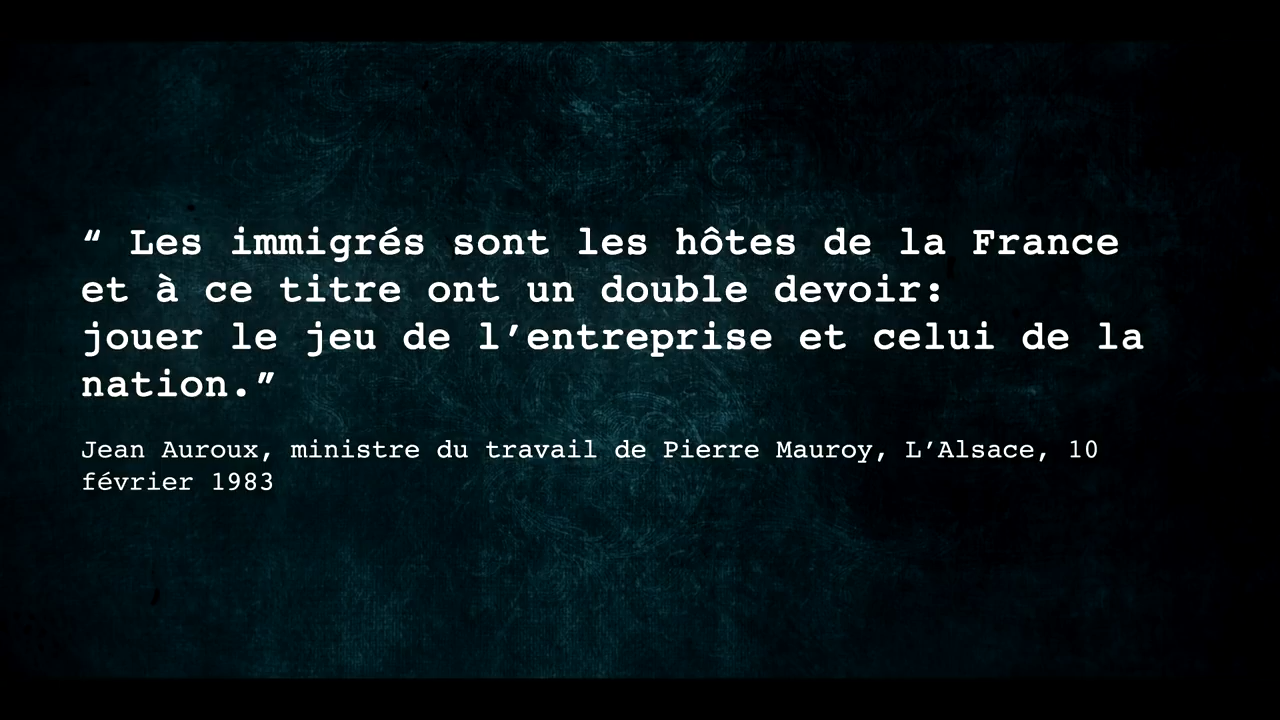 “ Les immigrés sont les hôtes de la France
et à ce titre ont un double devoir:
jouer le jeu de l’entreprise et celui de la
nation.”
Jean Auroux, ministre du travail de Pierre Mauroy, L’Alsace, 10
février 1983